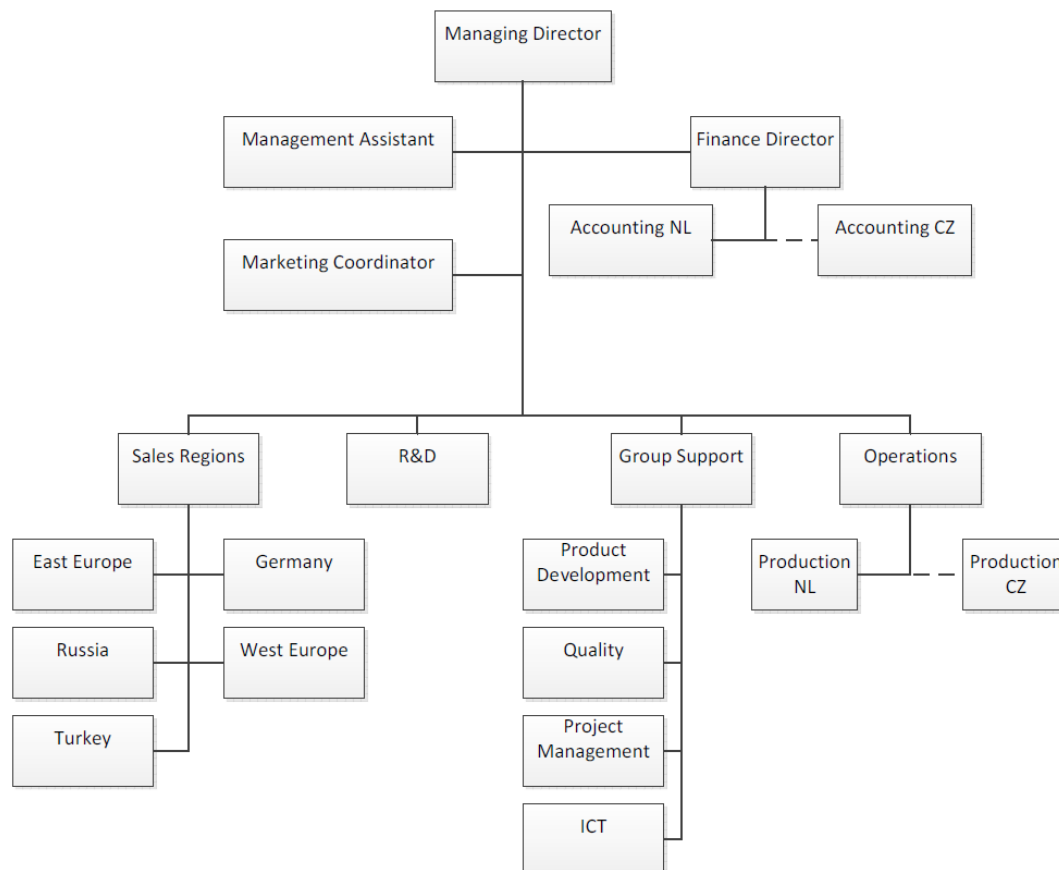 Managing Director
Management Assistant
Finance Director
Accounting NL
Accounting CZ
Marketing Coordinator
Sales Regions
R&D
Group Support
Operations
East Europe
Germany
Product
Development
Production
NL
Production
CZ
Russia
West Europe
Quality
Turkey
Project
Management
ICT